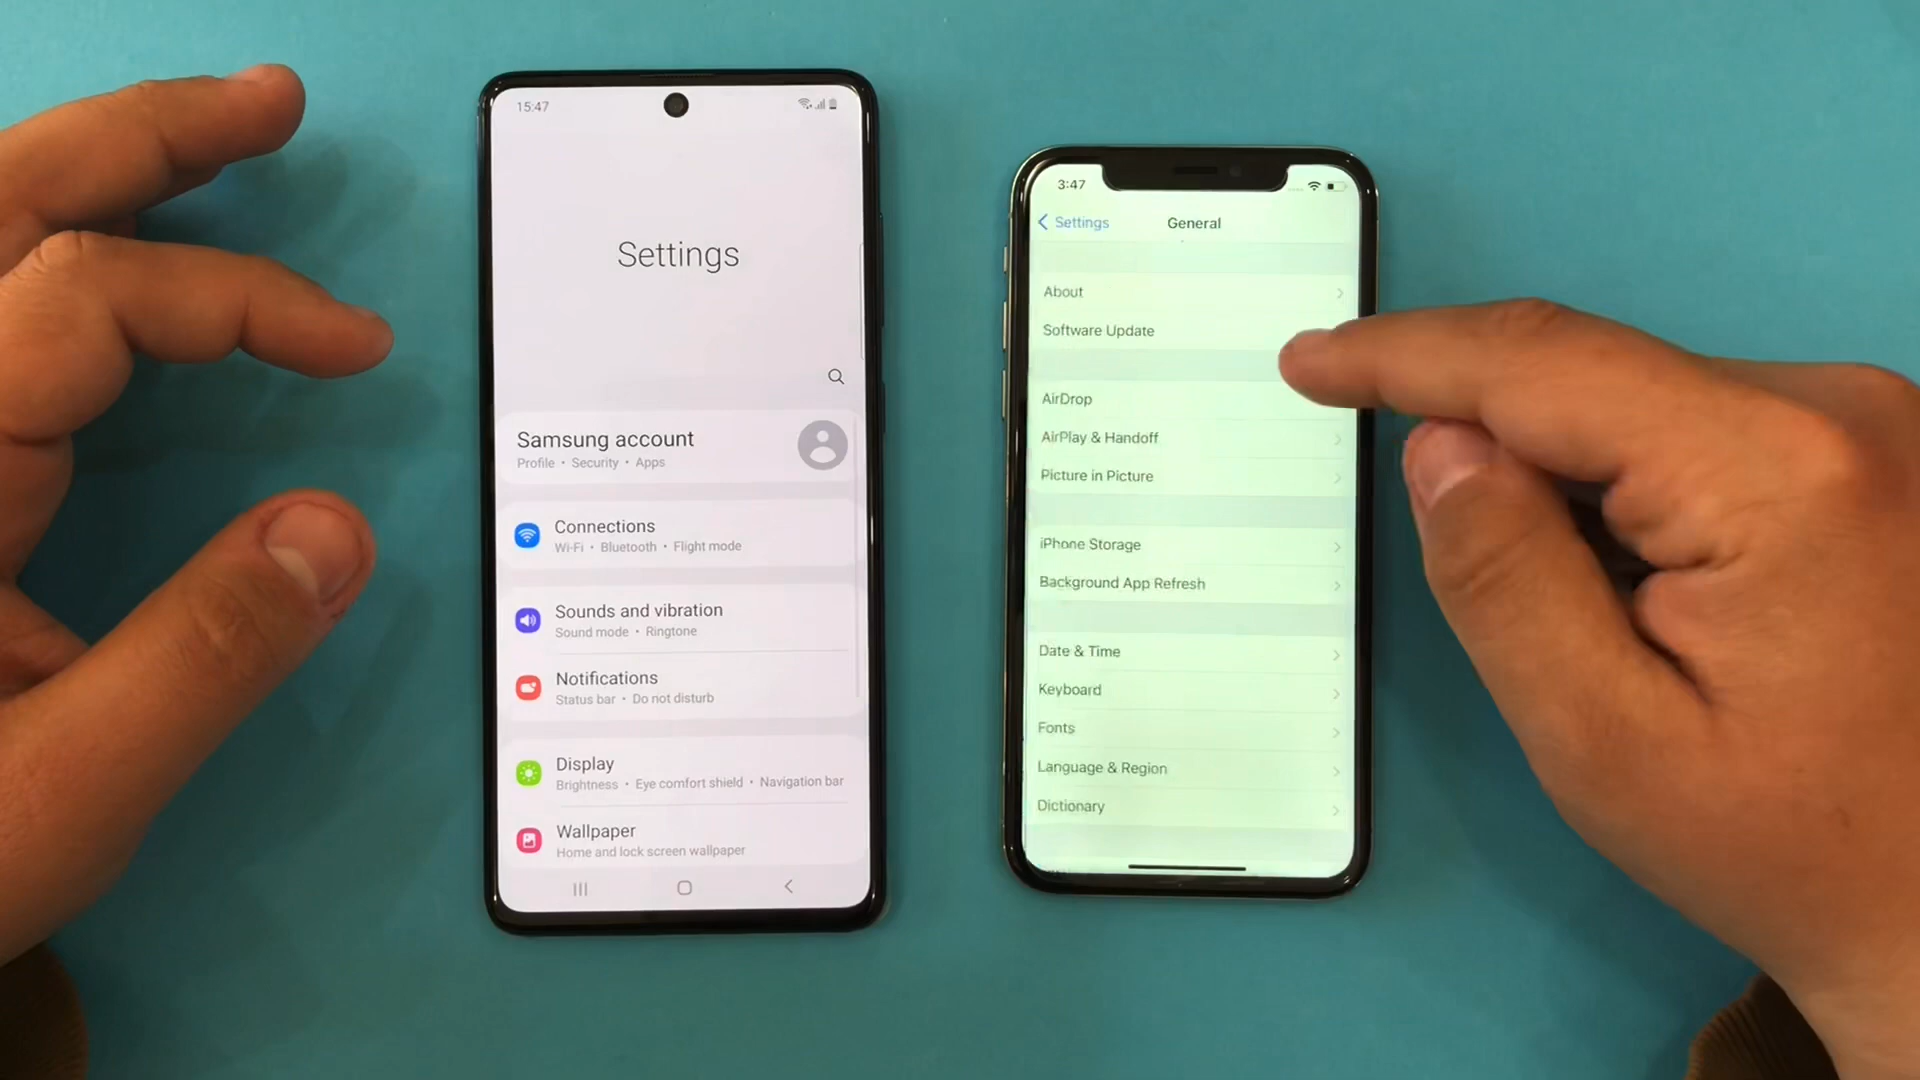 15:47
Settings
Samsung account
Profile • Security • Apps
Connections
Wi-Fi • Bluetooth • Flight mode
Sounds and vibration
Sound mode • Ringtone
Notifications
Status bar • Do not disturb
Display
Brightness • Eye comfort shield • Navigation bar
Wallpaper
Home and lock screen wallpaper
3:47
Settings
General
About
Software Update
AirDrop
AirPlay & Handoff
Picture in Picture
iPhone Storage
Background App Refresh
Date & Time
Keyboard
Fonts
Language & Region
Dictionary